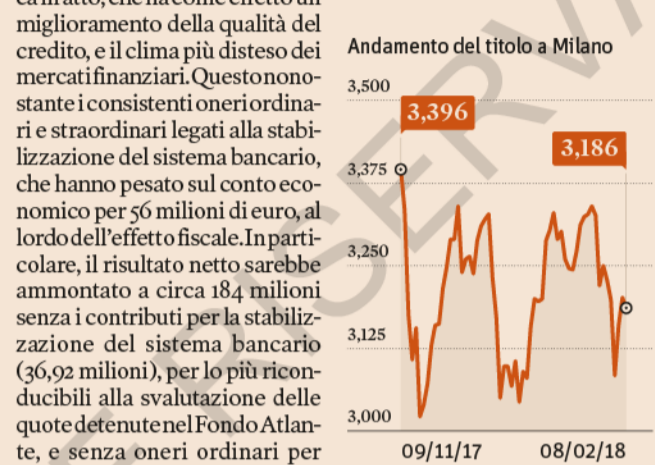 miglioramento della qualità del
credito, e il clima più disteso dei
mercati finanziari. Questo nono-
stante i consistenti oneri ordina-
ri e straordinari legati alla stabi-
lizzazione del sistema bancario,
che hanno pesato sul conto eco-
nomico per 56 milioni di euro, al
lordo dell'effetto fiscale. In parti-
colare, il risultato netto sarebbe
ammontato a circa 184 milioni
senza i contributi per la stabiliz-
zazione del sistema bancario
(36,92 milioni), per lo più ricon-
ducibili alla svalutazione delle
quote detenute nel Fondo Atlan-
te, e senza oneri ordinari per
Andamento del titolo a Milano
3,500
3,396
3,186
3,375
3,250
3,125
3,000
09/11/17 08/02/18
RISERVA